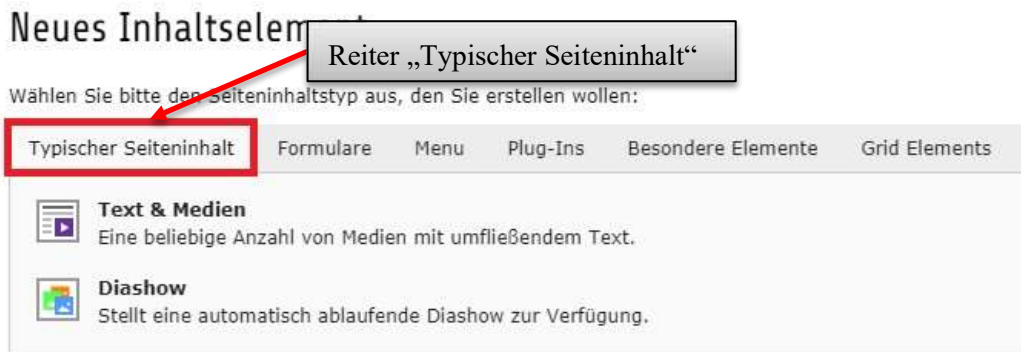 Neues Inhaltselement
Reiter „Typischer Seiteninhalt“
Wählen Sie bitte den Seiteninhaltstyp aus, den Sie erstellen wollen:
Typischer Seiteninhalt Formulare Menu Plug-Ins Besondere Elemente Grid Elements
Text & Medien
Eine beliebige Anzahl von Medien mit umfließendem Text.
Diashow
Stellt eine automatisch ablaufende Diashow zur Verfügung.